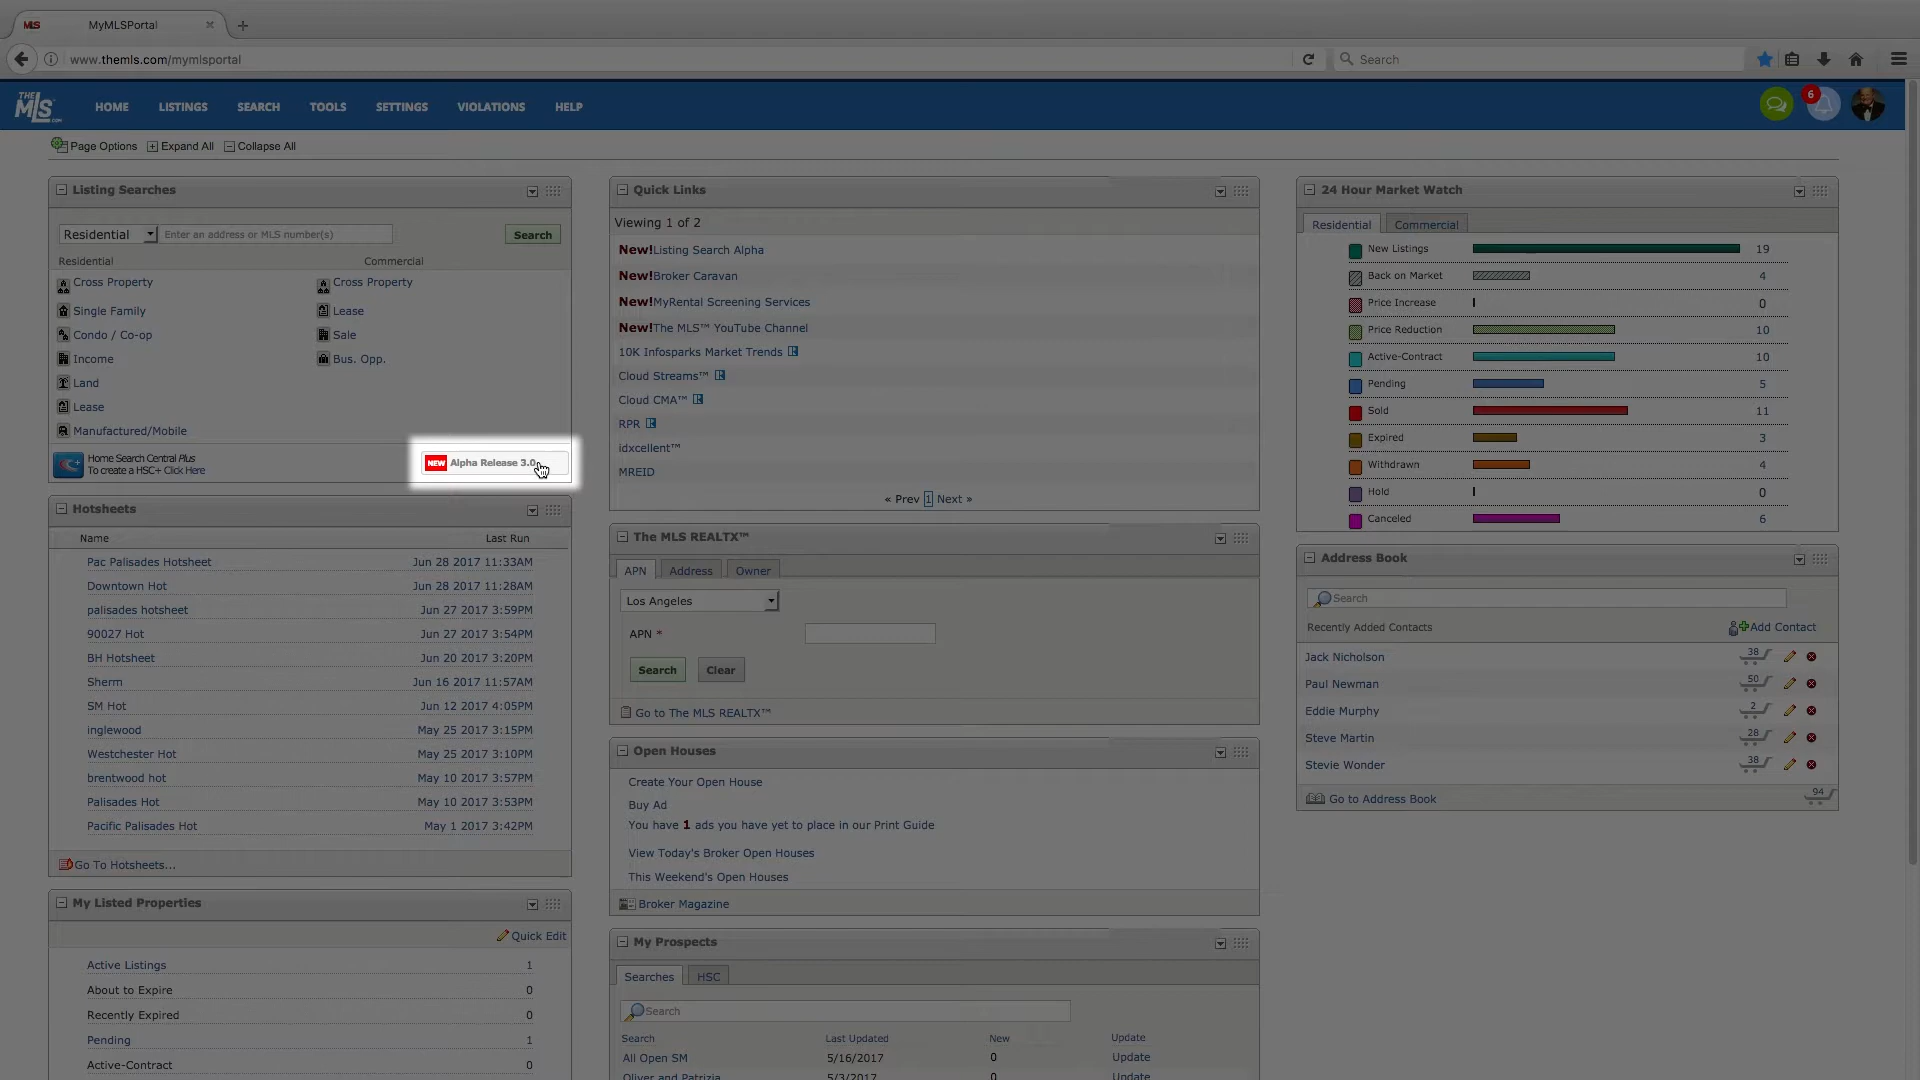 MLS MyMLSPortal
www.themls.com/mymlsportal
Search
THE MLS .COM
HOME LISTINGS SEARCH TOOLS SETTINGS VIOLATIONS HELP
6
Page Options Expand All Collapse All
Listing Searches
Residential Enter an address or MLS number(s) Search
Residential Commercial
Cross Property Cross Property
Single Family Lease
Condo / Co-op Sale
Income Bus. Opp.
Land
Lease
Manufactured/Mobile
Home Search Central Plus
To create a HSC+ Click Here
NEW Alpha Release 3.0
Hotsheets
Name Last Run
Pac Palisades Hotsheet Jun 28 2017 11:33AM
Downtown Hot Jun 28 2017 11:28AM
palisades hotsheet Jun 27 2017 3:59PM
90027 Hot Jun 27 2017 3:54PM
BH Hotsheet Jun 20 2017 3:20PM
Sherm Jun 16 2017 11:57AM
SM Hot Jun 12 2017 4:05PM
inglewood May 25 2017 3:15PM
Westchester Hot May 25 2017 3:10PM
brentwood hot May 10 2017 3:57PM
Palisades Hot May 10 2017 3:53PM
Pacific Palisades Hot May 1 2017 3:42PM
Go To Hotsheets...
My Listed Properties
Quick Edit
Active Listings 1
About to Expire 0
Recently Expired 0
Pending 1
Active-Contract 0
Quick Links
Viewing 1 of 2
New!Listing Search Alpha
New!Broker Caravan
New!MyRental Screening Services
New!The MLS™ YouTube Channel
10K Infosparks Market Trends
Cloud Streams™
Cloud CMA™
RPR
idxcellent™
MREID
« Prev 1 Next »
The MLS REALTX™
APN Address Owner
Los Angeles
APN *
Search Clear
Go to The MLS REALTX™
Open Houses
Create Your Open House
Buy Ad
You have 1 ads you have yet to place in our Print Guide
View Today's Broker Open Houses
This Weekend's Open Houses
Broker Magazine
My Prospects
Searches HSC
Search
Search Last Updated New Update
All Open SM 5/16/2017 0 Update
Oliver and Patrizia 5/3/2017 0 Update
24 Hour Market Watch
Residential Commercial
New Listings 19
Back on Market 4
Price Increase 0
Price Reduction 10
Active-Contract 10
Pending 5
Sold 11
Expired 3
Withdrawn 4
Hold 0
Canceled 6
Address Book
Search
Recently Added Contacts Add Contact
Jack Nicholson 38
Paul Newman 50
Eddie Murphy 2
Steve Martin 28
Stevie Wonder 38
Go to Address Book 94